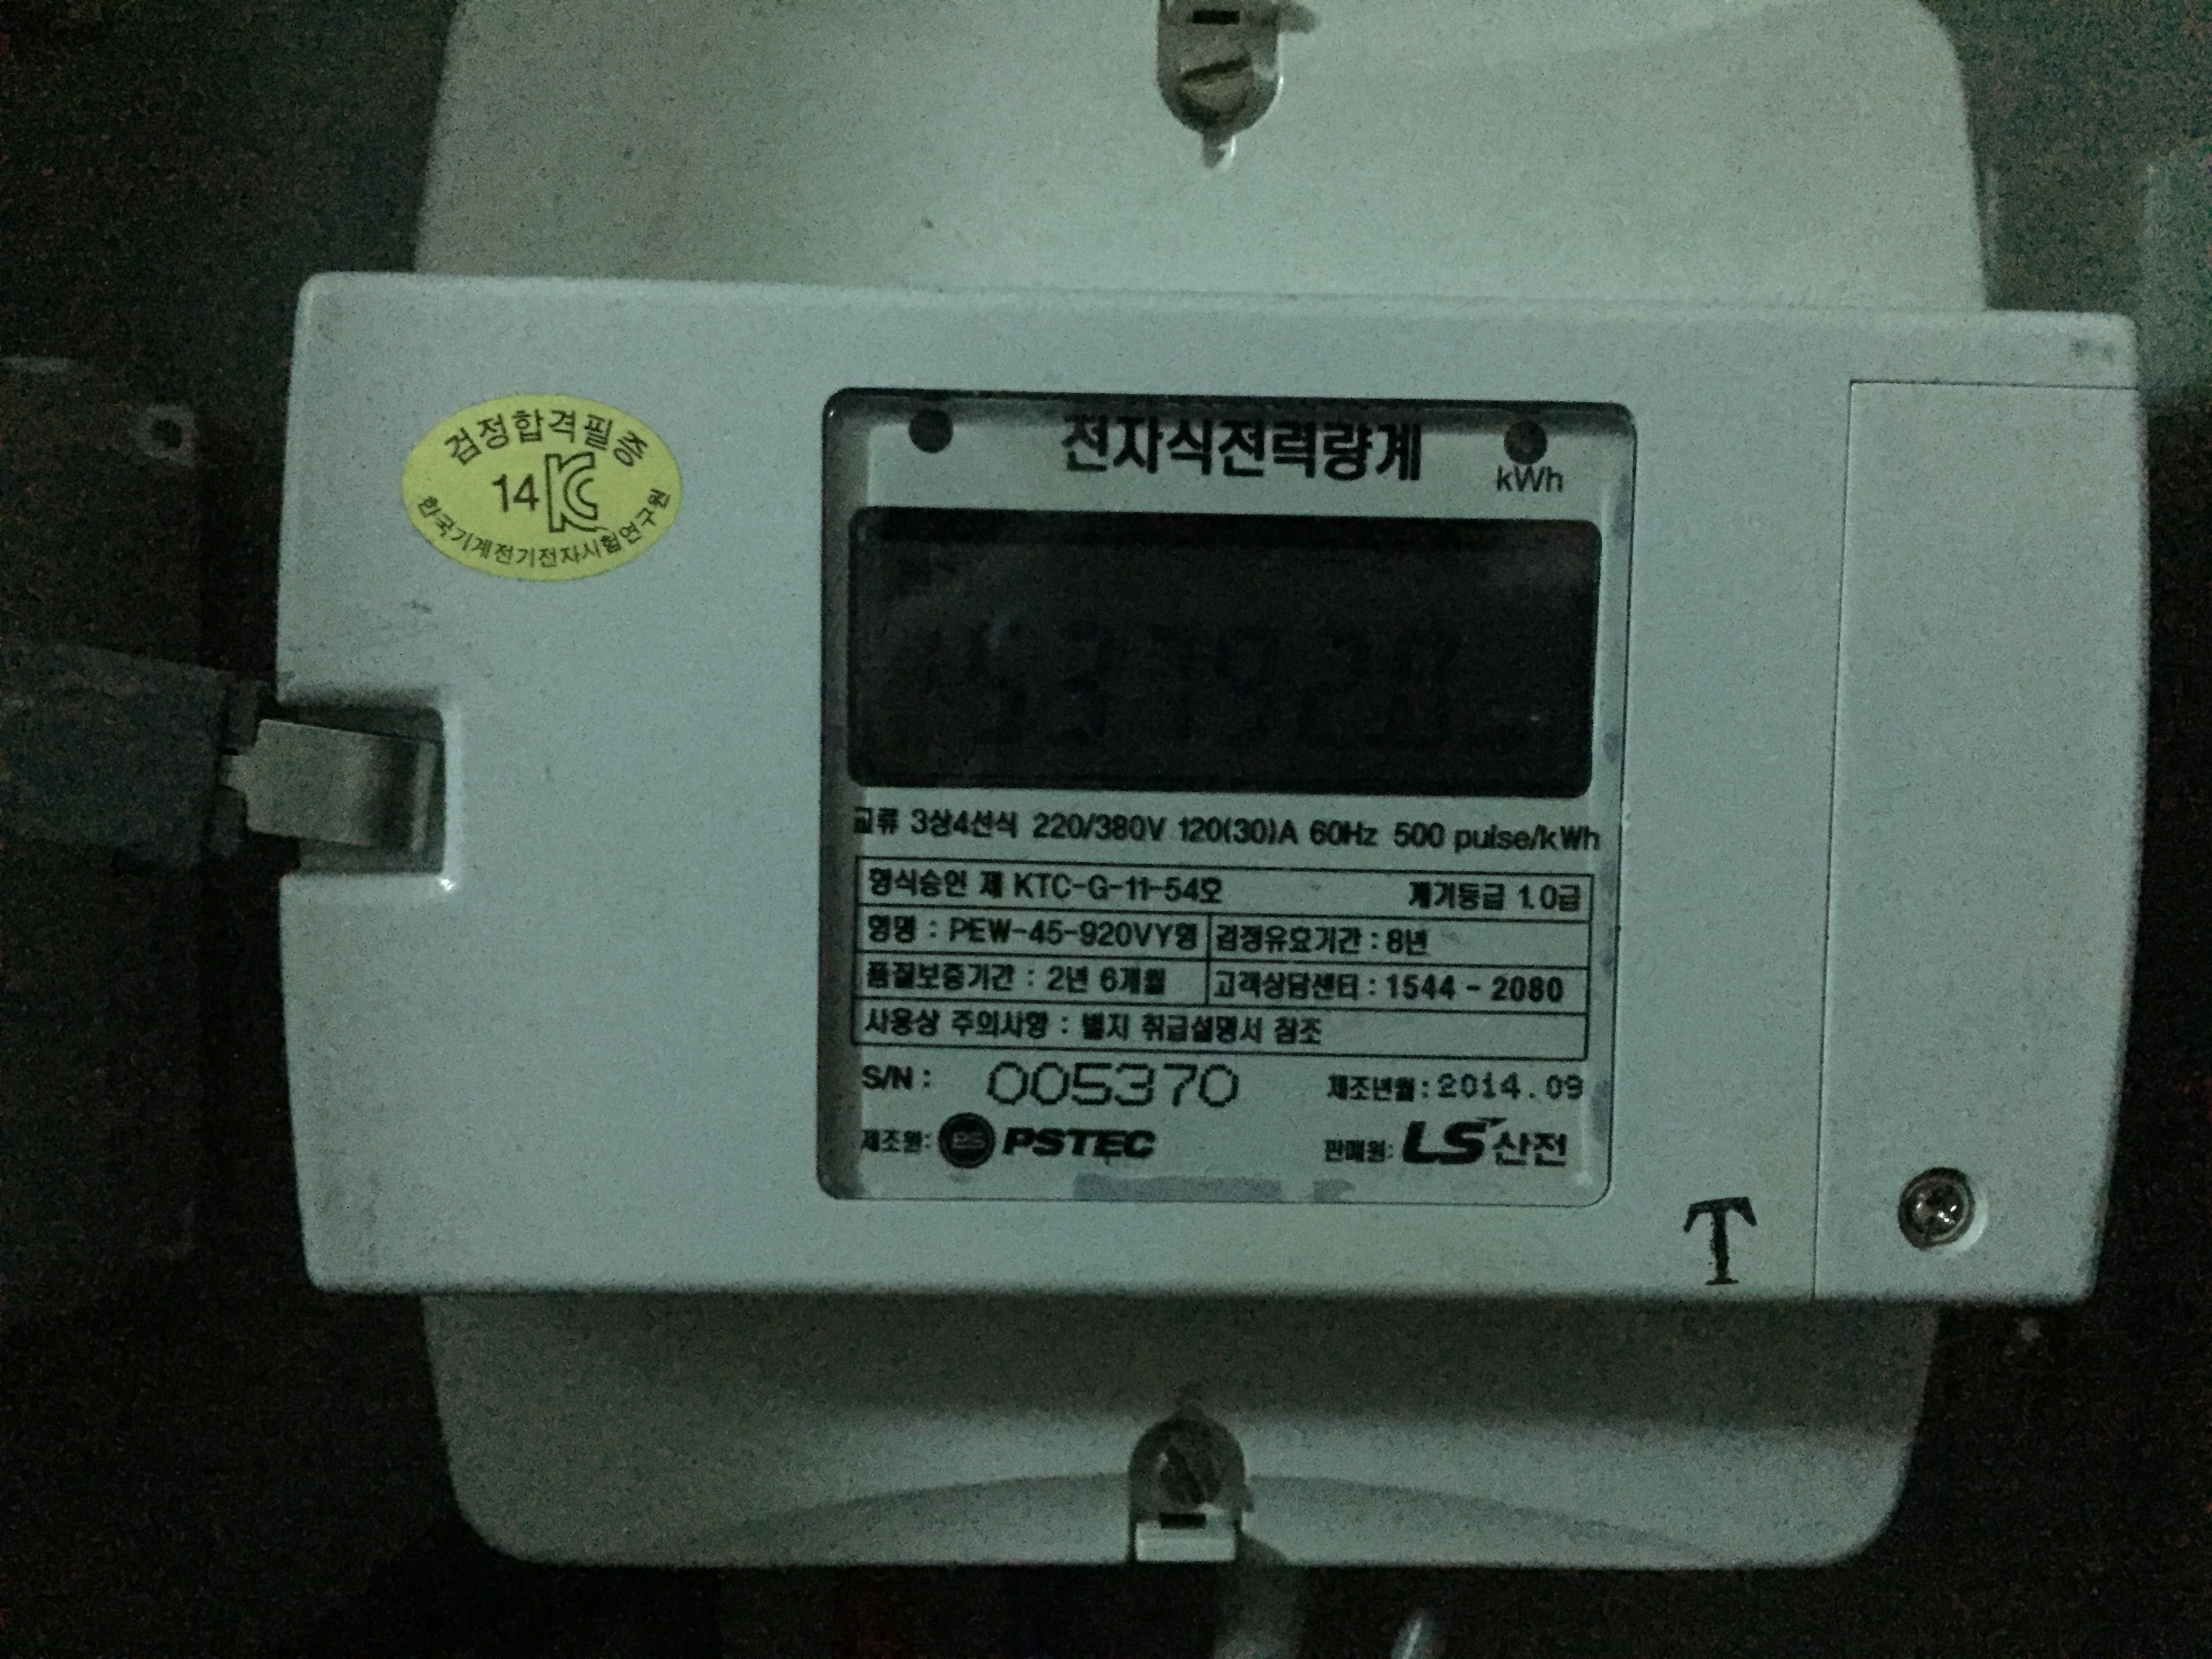 검정합격필증
14
한국기계전기전자시험연구원
전자식전력량계
kWh
교류 3상4선식 220/380V 120(30)A 60Hz 500 pulse/kWh
형식승인 제 KTC-G-11-54호 계기등급 1.0급
형명 : PEW-45-920VY형 검정유효기간 : 8년
품질보증기간 : 2년 6개월 고객상담센터 : 1544 - 2080
사용상 주의사항 : 별지 취급설명서 참조
S/N : 005370 제조년월 : 2014.09
제조원: PSTEC 판매원: LS산전
T